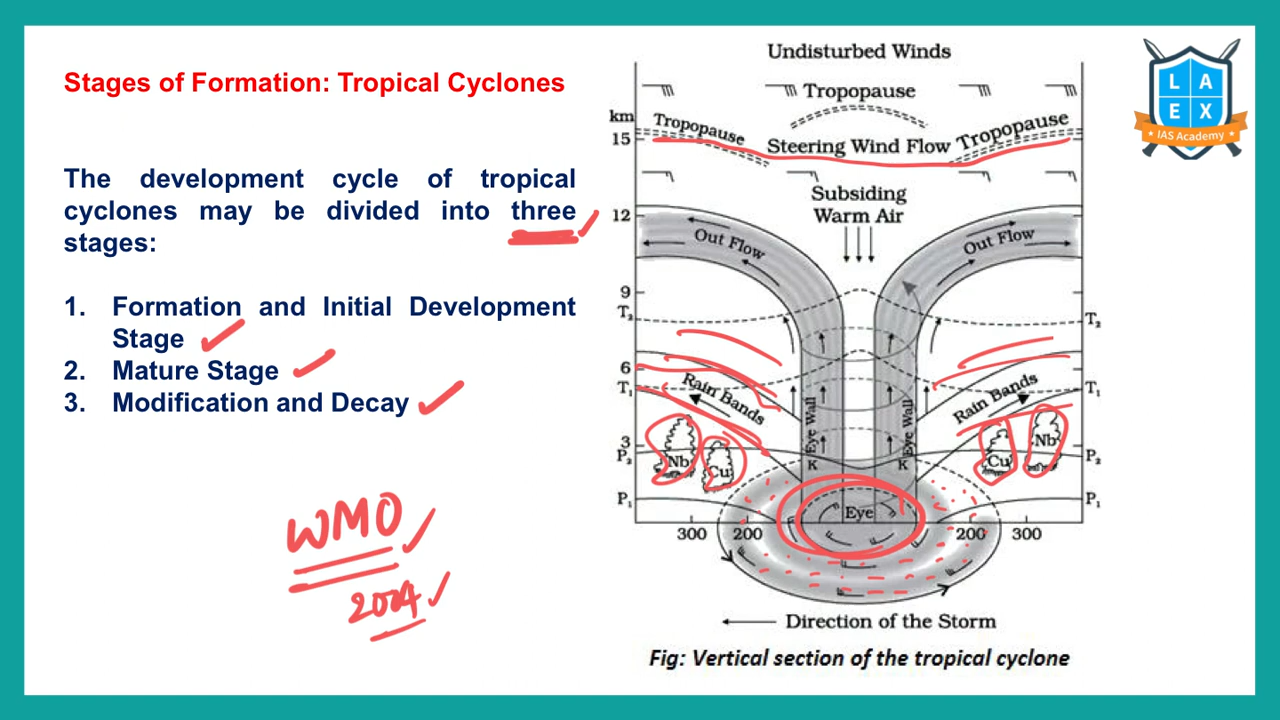 Stages of Formation: Tropical Cyclones
The development cycle of tropical
cyclones may be divided into three
stages:
1. Formation and Initial Development
Stage
2. Mature Stage
3. Modification and Decay
WMO
2004
Undisturbed Winds
Tropopause
km
Tropopause
Tropopause
15
Steering Wind Flow
Subsiding
Warm Air
12
Out Flow
Out Flow
9
T2
T2
6
T1
T1
Rain Bands
Rain Bands
Eye Wall
Eye Wall
3
P2
P2
Nb
Cu
K
K
Cu
Nb
P1
P1
Eye
300
200
200
300
Direction of the Storm
Fig: Vertical section of the tropical cyclone
L A
E X
IAS Academy